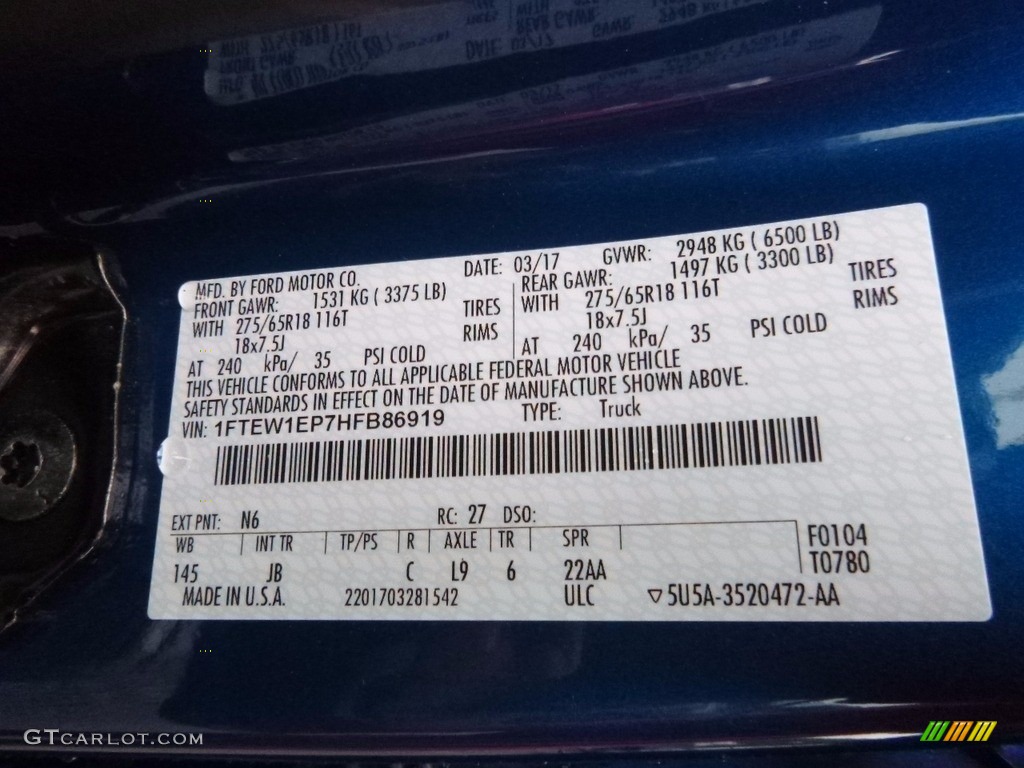 MFD. BY FORD MOTOR CO. DATE: 03/17 GVWR: 2948 KG ( 6500 LB)
FRONT GAWR: 1531 KG ( 3375 LB) REAR GAWR: 1497 KG ( 3300 LB)
WITH 275/65R18 116T TIRES WITH 275/65R18 116T TIRES
18x7.5J RIMS 18x7.5J RIMS
AT 240 kPa/ 35 PSI COLD AT 240 kPa/ 35 PSI COLD
THIS VEHICLE CONFORMS TO ALL APPLICABLE FEDERAL MOTOR VEHICLE
SAFETY STANDARDS IN EFFECT ON THE DATE OF MANUFACTURE SHOWN ABOVE.
VIN: 1FTEW1EP7HFB86919 TYPE: Truck
EXT PNT: N6 RC: 27 DSO:
WB INT TR TP/PS R AXLE TR SPR F0104
145 JB C L9 6 22AA T0780
MADE IN U.S.A. 2201703281542 ULC ▽5U5A-3520472-AA
GTCARLOT.COM